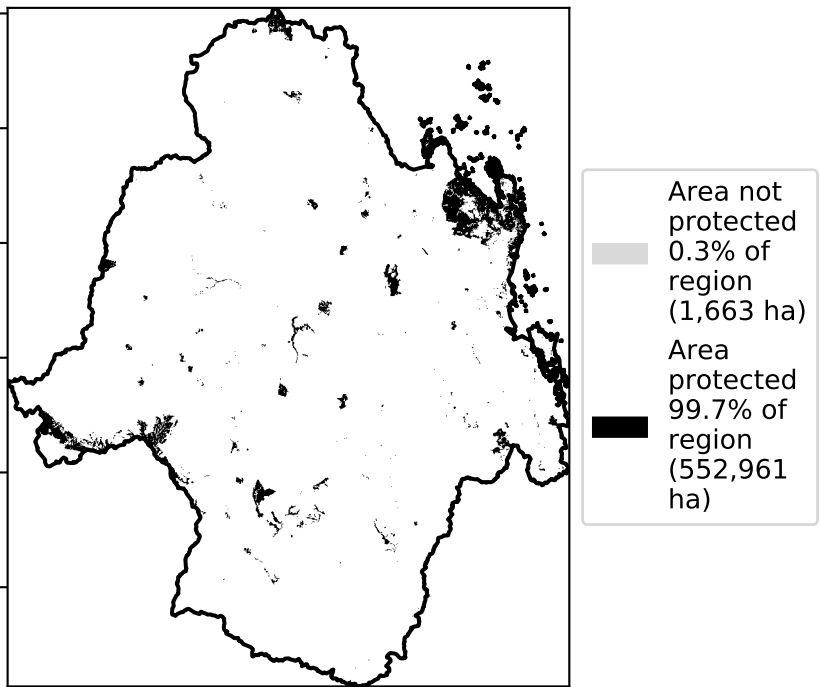 Area not
protected
0.3% of
region
(1,663 ha)
Area
protected
99.7% of
region
(552,961
ha)